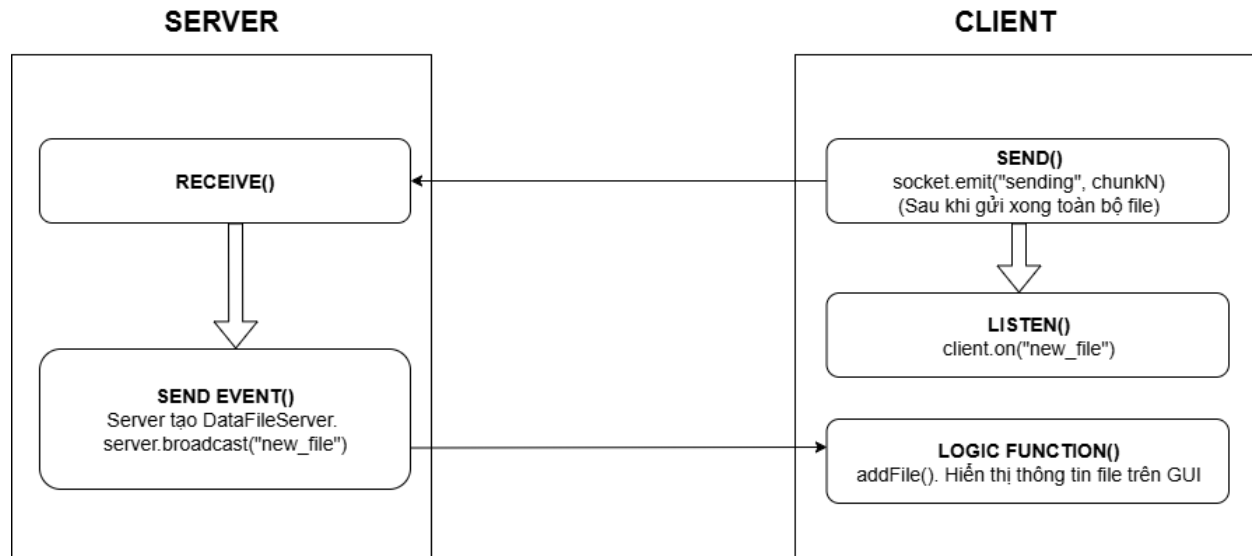 SERVER
CLIENT
RECEIVE()
SEND()
socket.emit("sending", chunkN)
(Sau khi gửi xong toàn bộ file)
LISTEN()
client.on("new_file")
SEND EVENT()
Server tạo DataFileServer.
server.broadcast("new_file")
LOGIC FUNCTION()
addFile(). Hiển thị thông tin file trên GUI